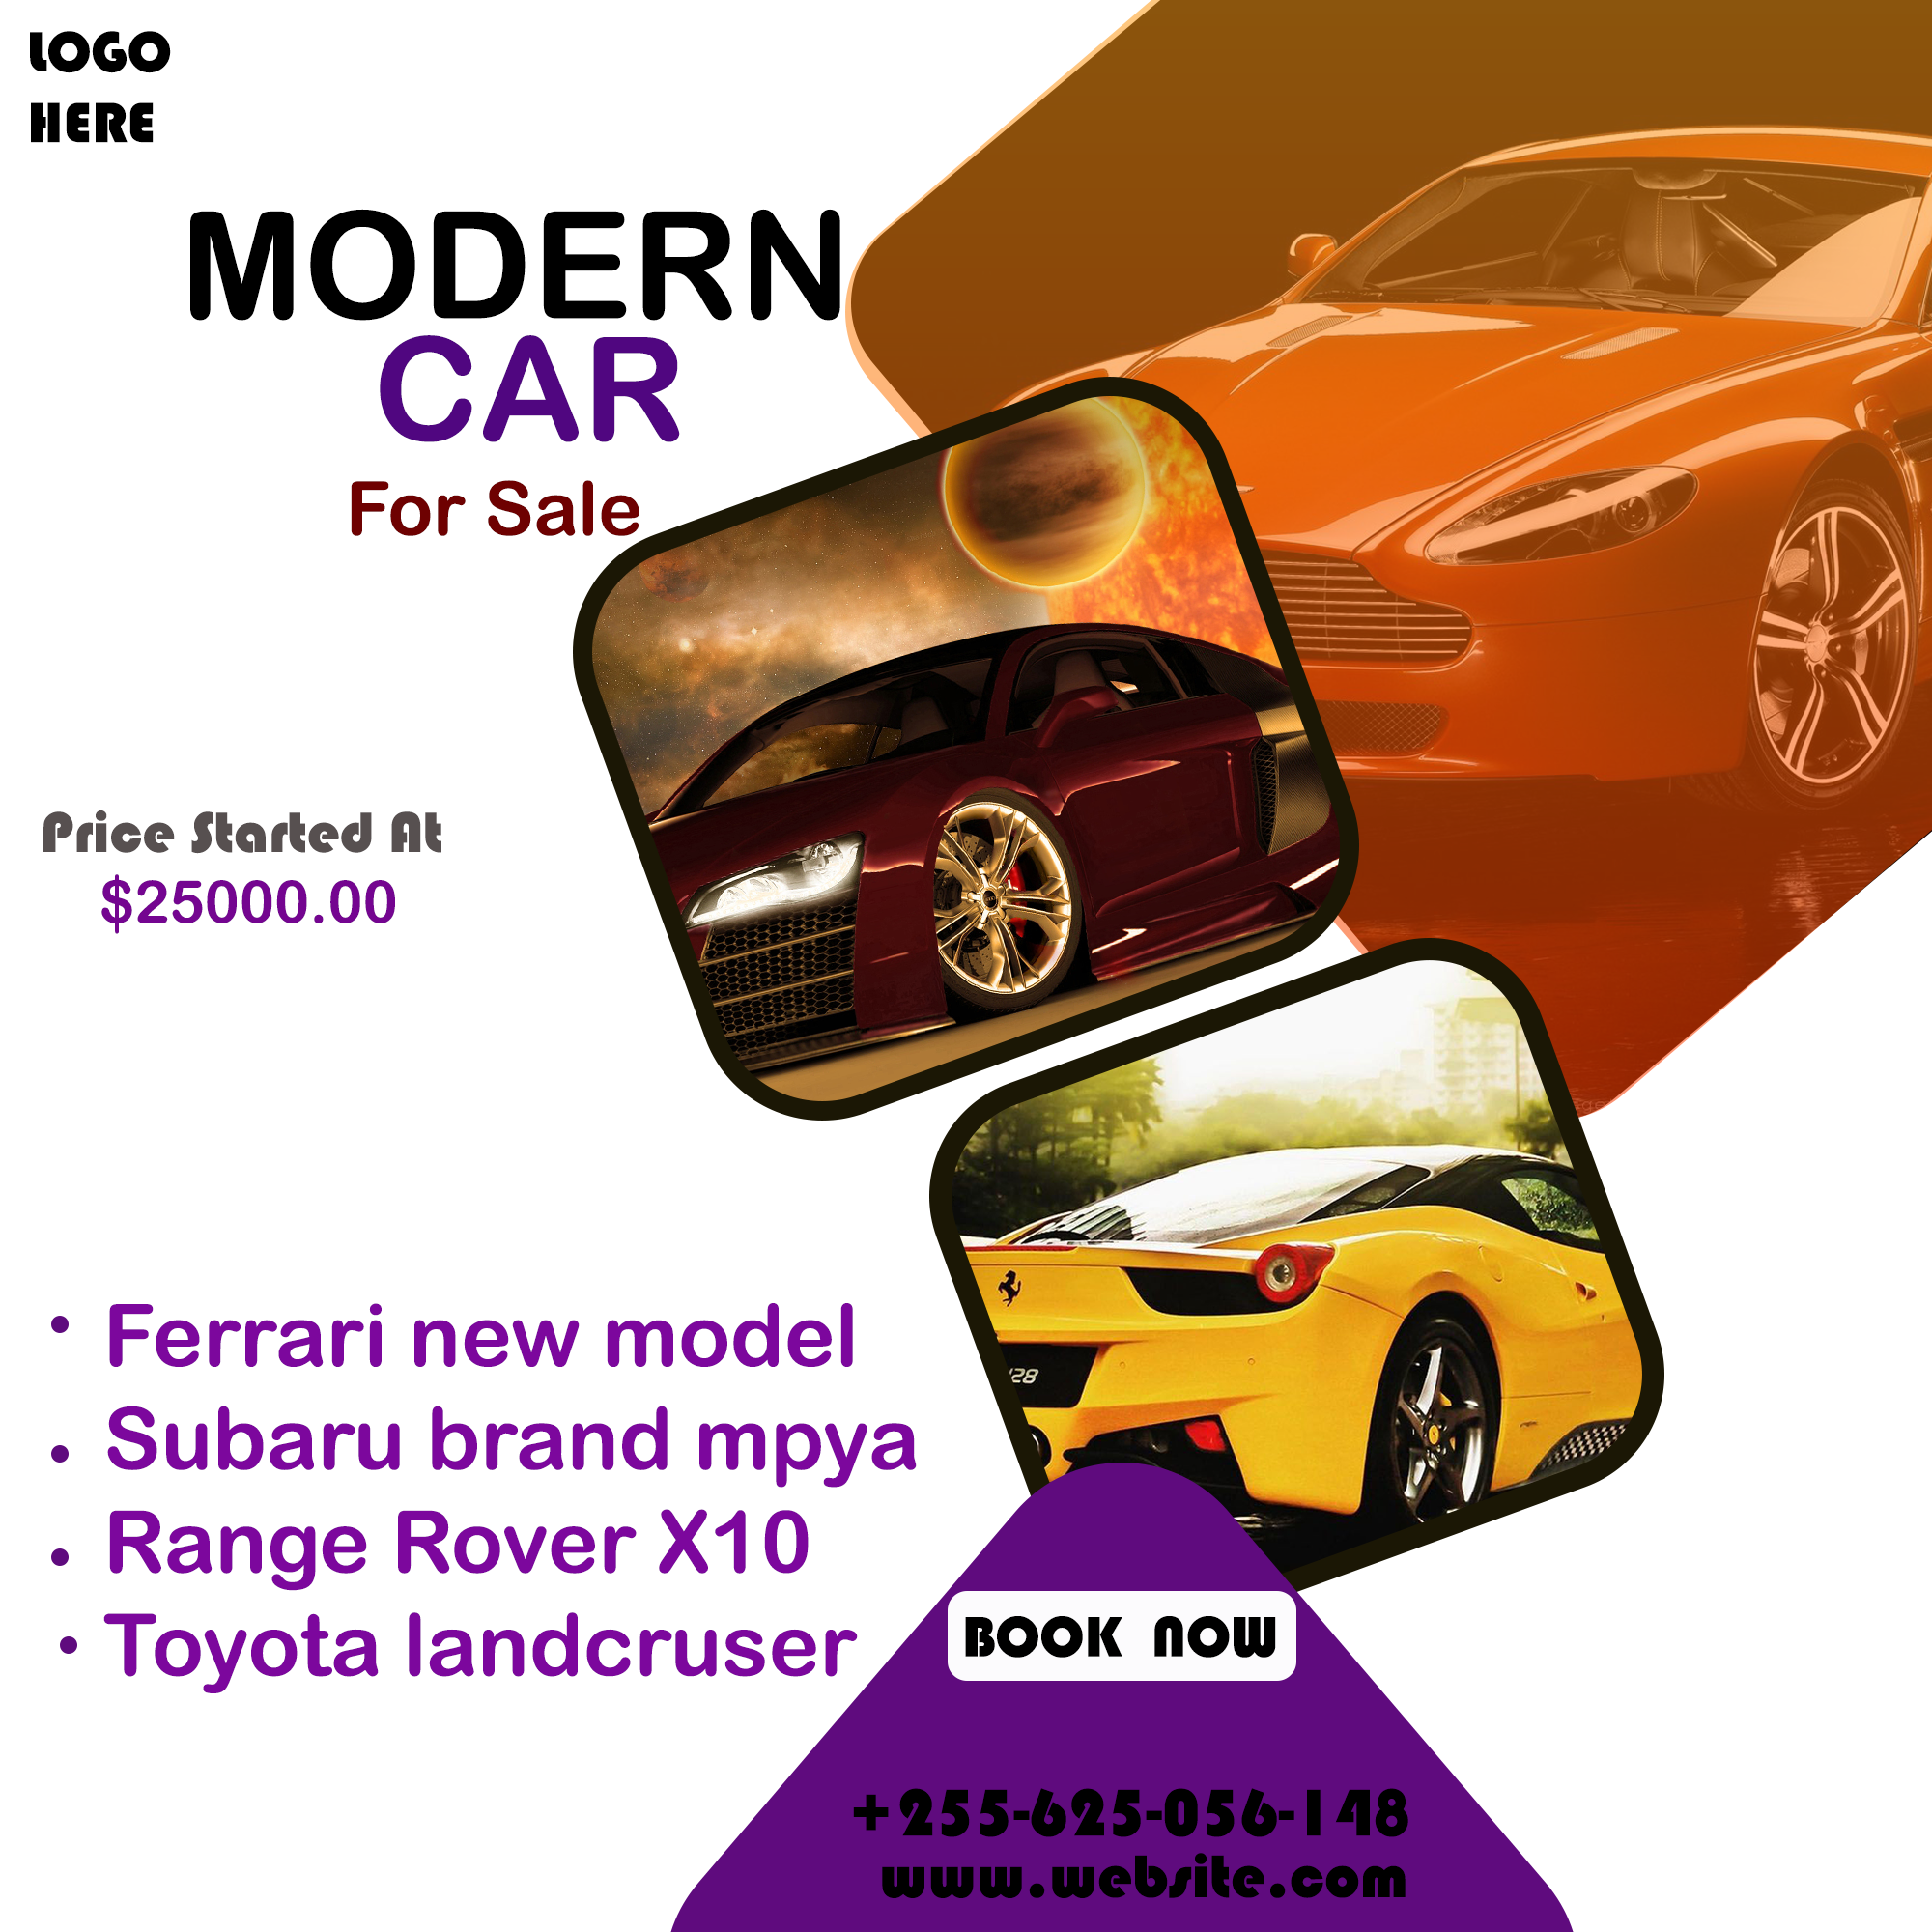 LOGO
HERE
MODERN
CAR
For Sale
Price Started At
$25000.00
• Ferrari new model
• Subaru brand mpya
• Range Rover X10
• Toyota landcruser
BOOK NOW
+255-625-056-148
www.website.com